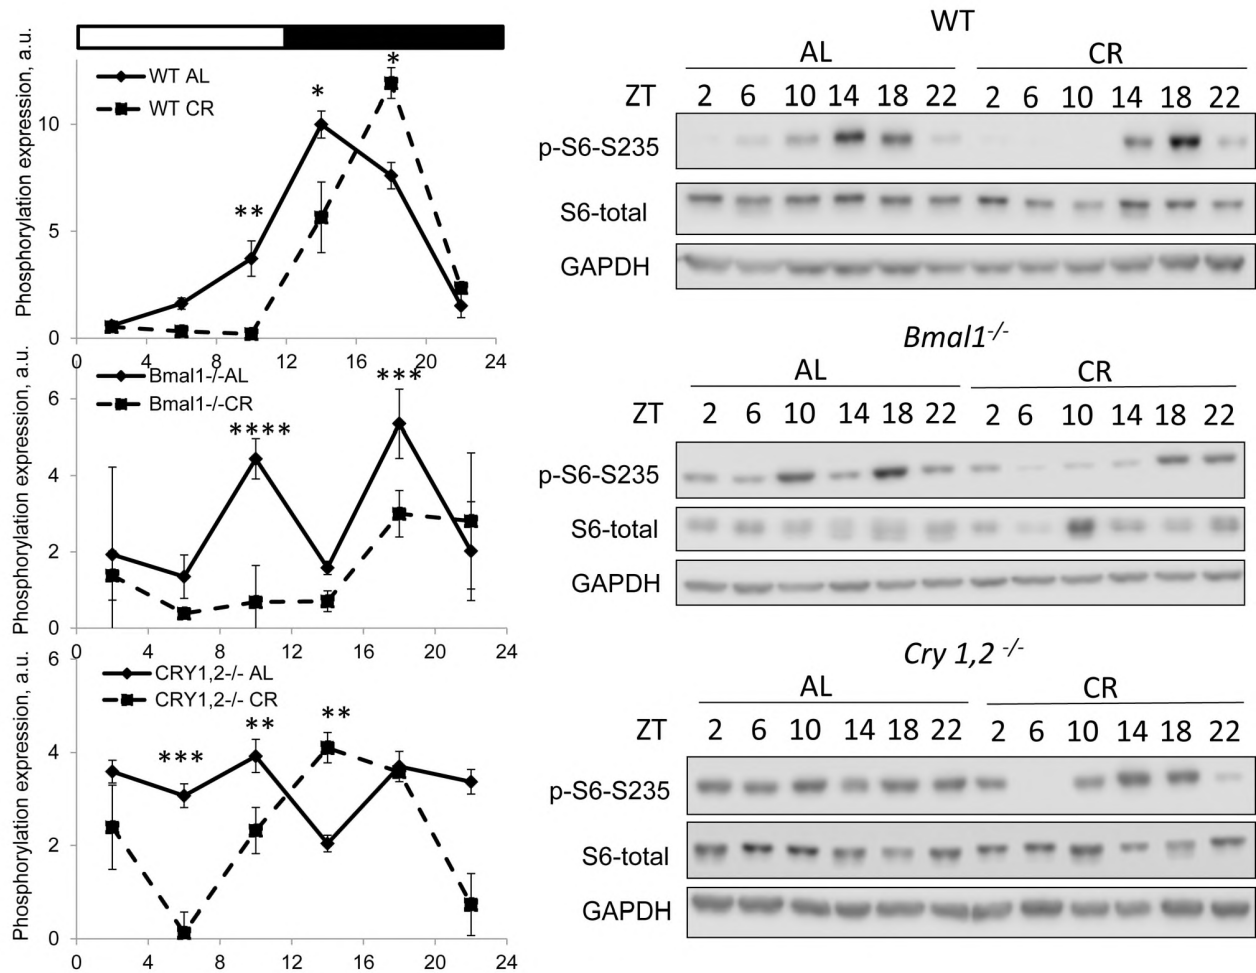 Phosphorylation expression, a.u.
WT AL
WT CR
*
*
**
10
5
0
0 4 8 12 16 20 24
Phosphorylation expression, a.u.
Bmal1-/-AL
Bmal1-/-CR
***
****
6
4
2
0
0 4 8 12 16 20 24
Phosphorylation expression, a.u.
CRY1,2-/- AL
CRY1,2-/- CR
***
**
**
6
4
2
0
0 4 8 12 16 20 24
WT
AL CR
ZT 2 6 10 14 18 22 2 6 10 14 18 22
p-S6-S235
S6-total
GAPDH
Bmal1-/-
AL CR
ZT 2 6 10 14 18 22 2 6 10 14 18 22
p-S6-S235
S6-total
GAPDH
Cry 1,2 -/-
AL CR
ZT 2 6 10 14 18 22 2 6 10 14 18 22
p-S6-S235
S6-total
GAPDH